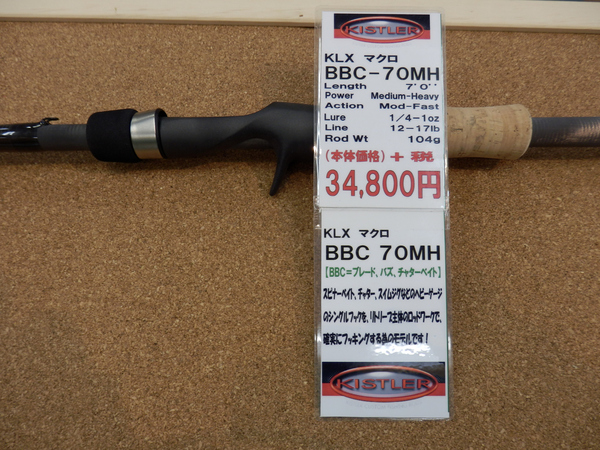 KISTLER
KLX マクロ
BBC-70MH
Length 7'0''
Power Medium-Heavy
Action Mod-Fast
Lure 1/4-1oz
Line 12-17lb
Rod Wt 104g
(本体価格)+税
34,800円
KLX マクロ
BBC 70MH
【BBC=ブレード、バズ、チャターベイト】
スピナーベイト、チャター、スイムジグなどのヘビーゲージ
のシングルフックを、リトリーブ主体のロッドワークで、
確実にフッキングする為のモデルです!
KISTLER